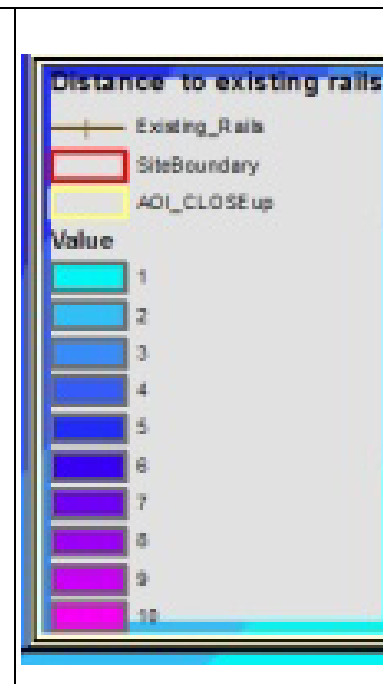 Distance to existing rails
Existing_Rails
SiteBoundary
AOI_CLOSEup
Value
1
2
3
4
5
6
7
8
9
10